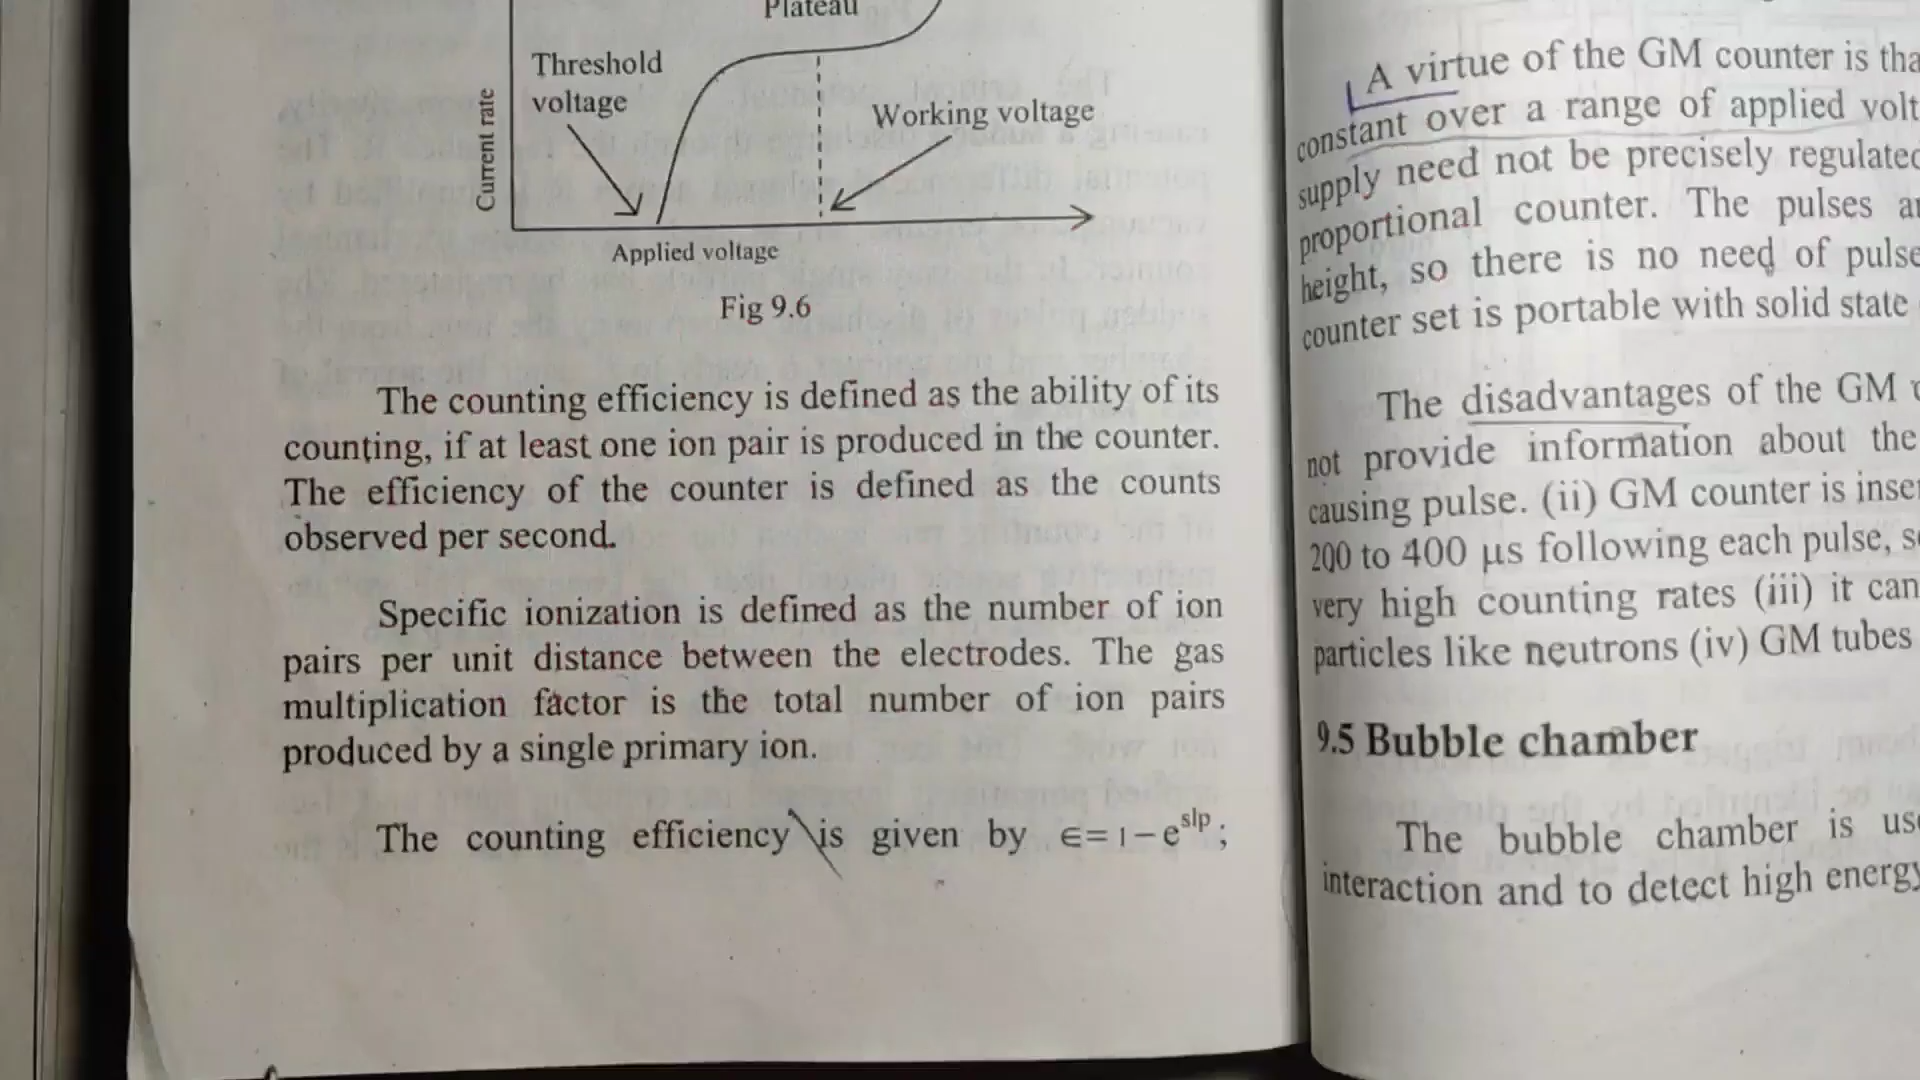 Plateau
Threshold
voltage
Working voltage
Current rate
Applied voltage
Fig 9.6
The counting efficiency is defined as the ability of its
counting, if at least one ion pair is produced in the counter.
The efficiency of the counter is defined as the counts
observed per second.
Specific ionization is defined as the number of ion
pairs per unit distance between the electrodes. The gas
multiplication factor is the total number of ion pairs
produced by a single primary ion.
The counting efficiency is given by ∈= 1 − e^slp ;
A virtue of the GM counter is
constant over a range of applied
supply need not be precisely
proportional counter. The pulses
height, so there is no need of
counter set is portable with solid state
The disadvantages of the GM
not provide information about the
causing pulse. (ii) GM counter is
200 to 400 μs following each pulse,
very high counting rates (iii) it can
particles like neutrons (iv) GM tubes
9.5 Bubble chamber
The bubble chamber is
interaction and to detect high